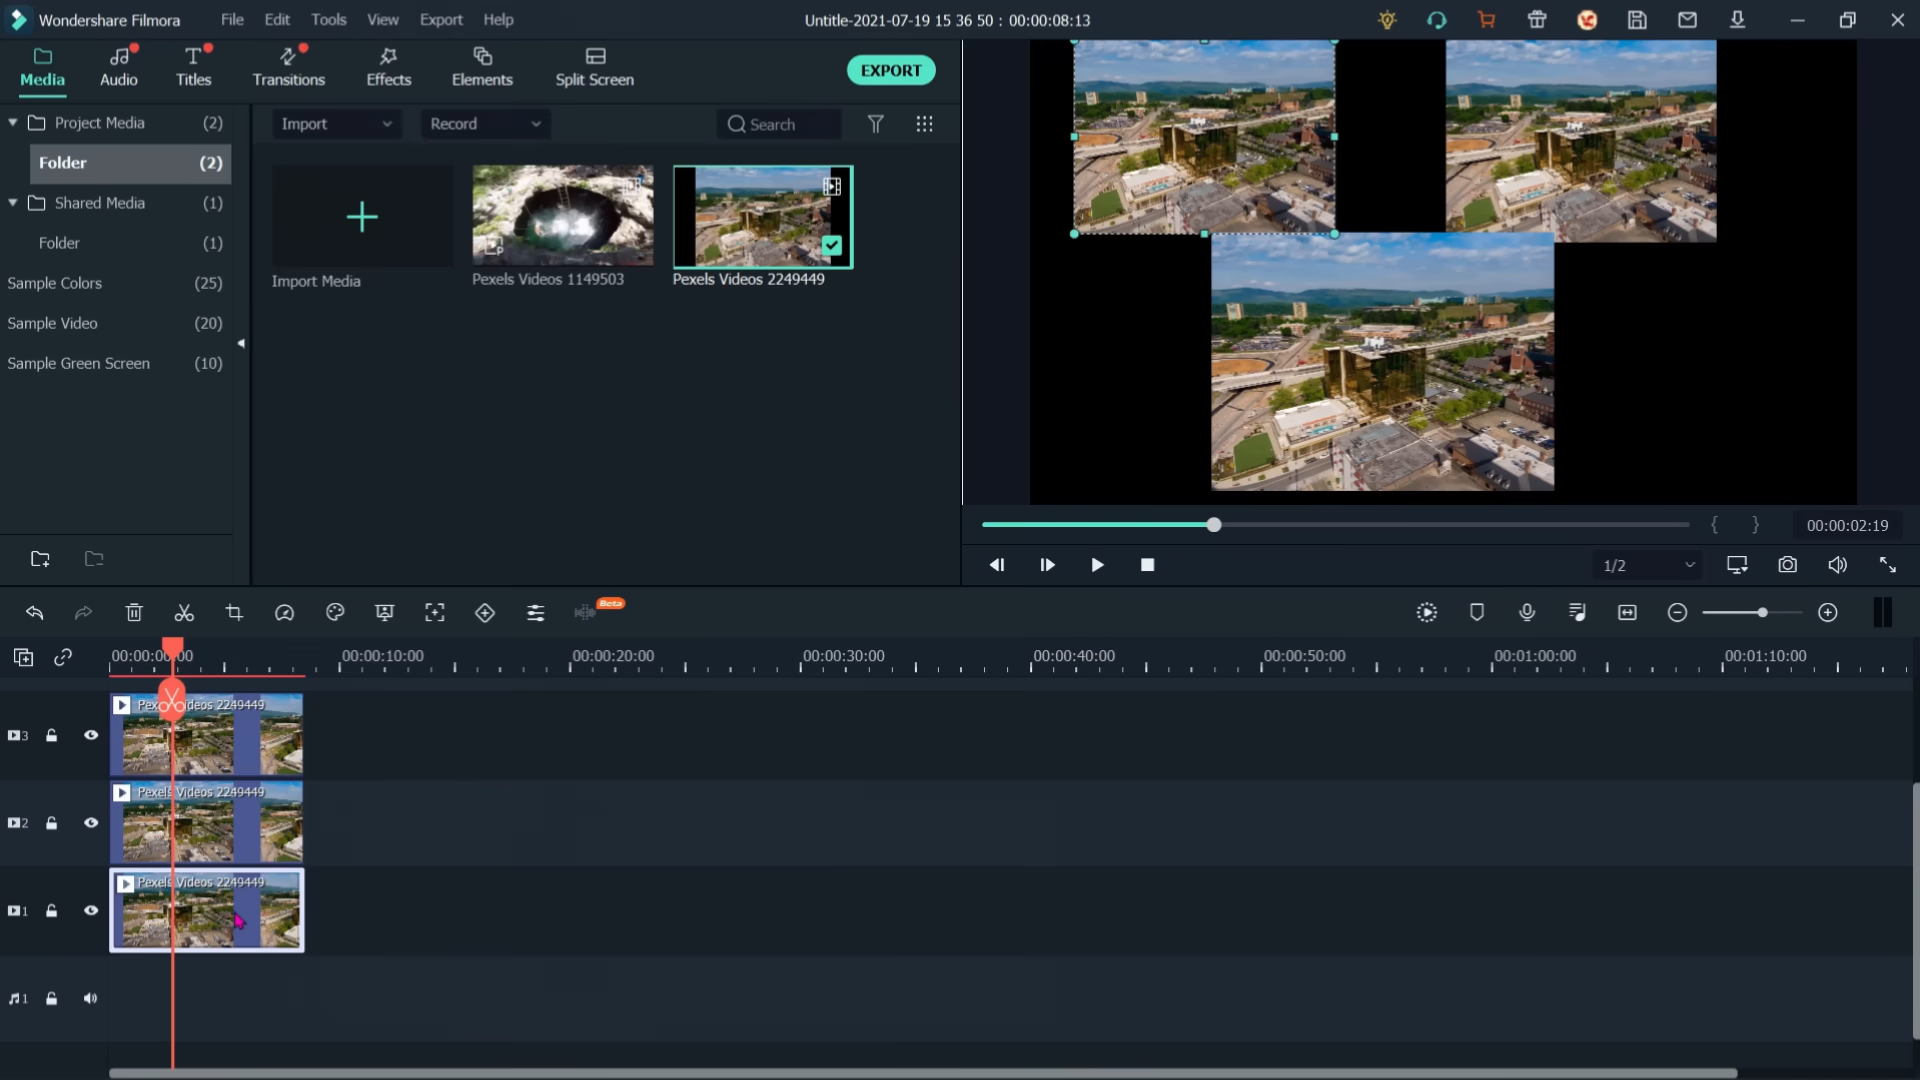 Wondershare Filmora File Edit Tools View Export Help Untitle-2021-07-19 15 36 50 : 00:00:08:13
Media Audio Titles Transitions Effects Elements Split Screen EXPORT
Project Media (2)
Folder (2)
Shared Media (1)
Folder (1)
Sample Colors (25)
Sample Video (20)
Sample Green Screen (10)
Import Record Search
Import Media
Pexels Videos 1149503
Pexels Videos 2249449
00:00:02:19
1/2
Beta
00:00:00:00 00:00:10:00 00:00:20:00 00:00:30:00 00:00:40:00 00:00:50:00 00:01:00:00 00:01:10:00
3 Pexels Videos 2249449
2 Pexels Videos 2249449
1 Pexels Videos 2249449
1